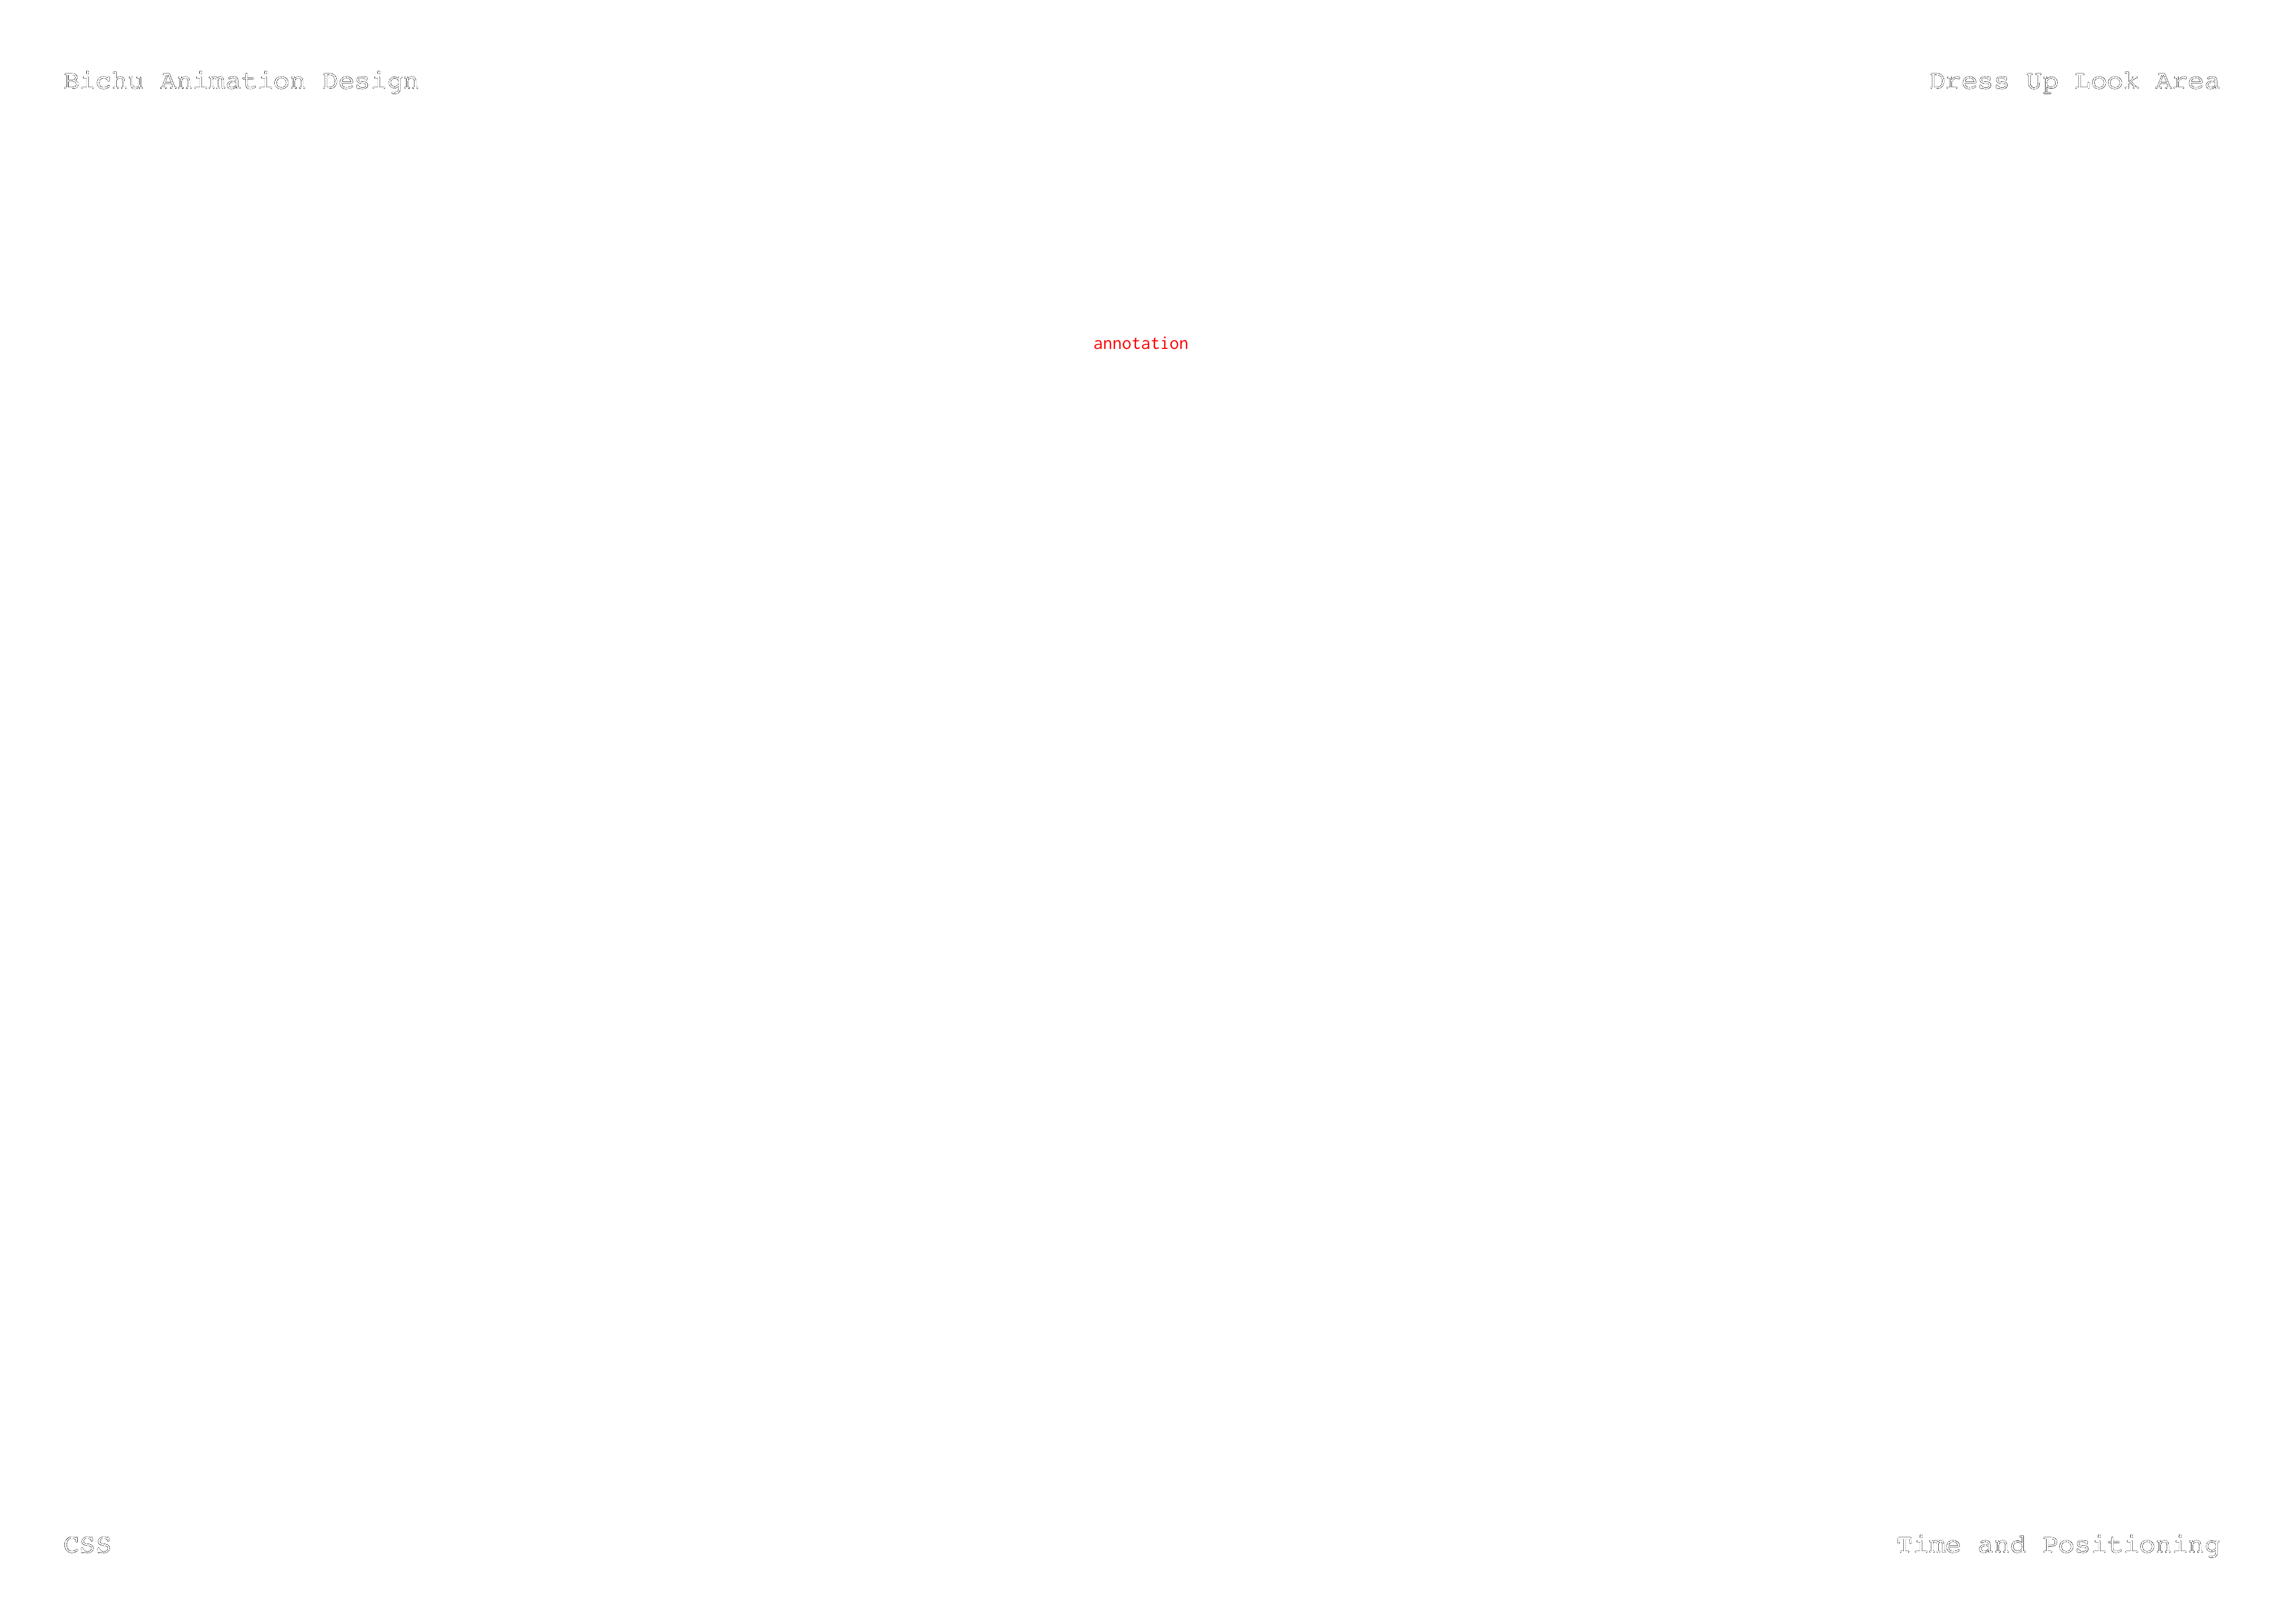 Bichu Animation Design
Dress Up Look Area
annotation
CSS
Time and Positioning